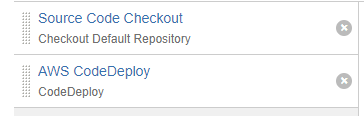 Source Code Checkout
Checkout Default Repository
AWS CodeDeploy
CodeDeploy